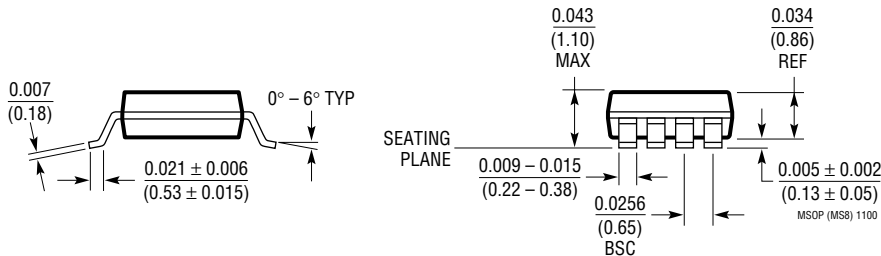 0.007
(0.18)
0° – 6° TYP
0.021 ± 0.006
(0.53 ± 0.015)
0.043
(1.10)
MAX
0.034
(0.86)
REF
SEATING
PLANE
0.009 – 0.015
(0.22 – 0.38)
0.0256
(0.65)
BSC
0.005 ± 0.002
(0.13 ± 0.05)
MSOP (MS8) 1100